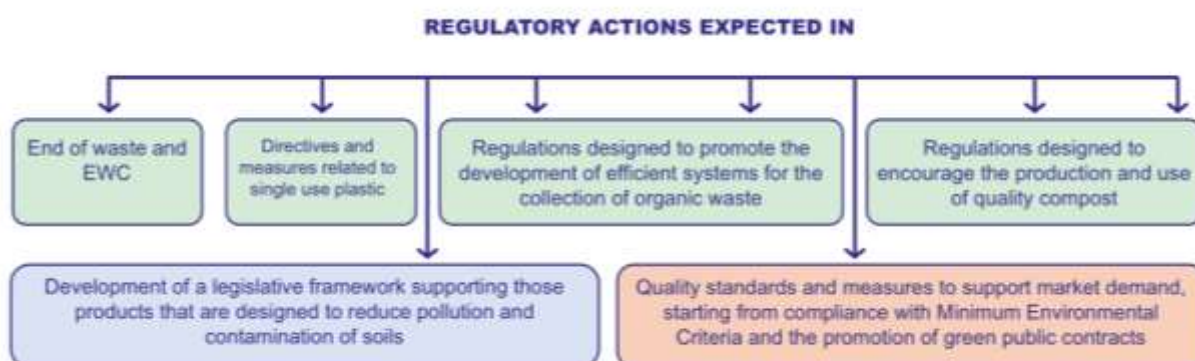 REGULATORY ACTIONS EXPECTED IN
End of waste and
EWC
Directives and
measures related to
single use plastic
Regulations designed to promote the
development of efficient systems for the
collection of organic waste
Regulations designed to
encourage the production and use
of quality compost
Development of a legislative framework supporting those
products that are designed to reduce pollution and
contamination of soils
Quality standards and measures to support market demand,
starting from compliance with Minimum Environmental
Criteria and the promotion of green public contracts